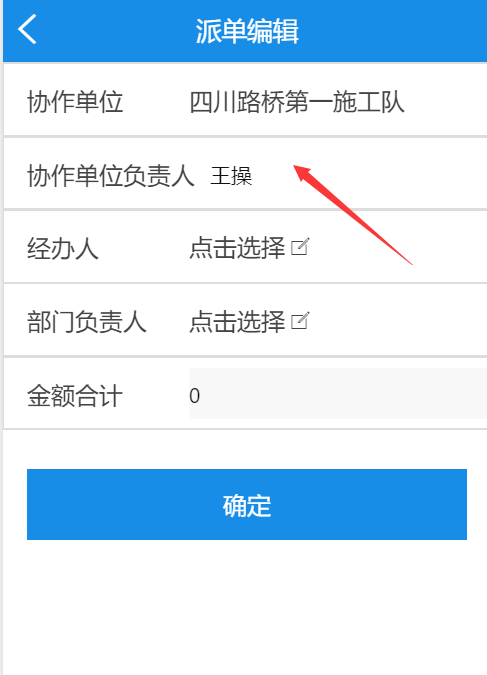 派单编辑
协作单位 四川路桥第一施工队
协作单位负责人 王操
经办人 点击选择
部门负责人 点击选择
金额合计 0
确定